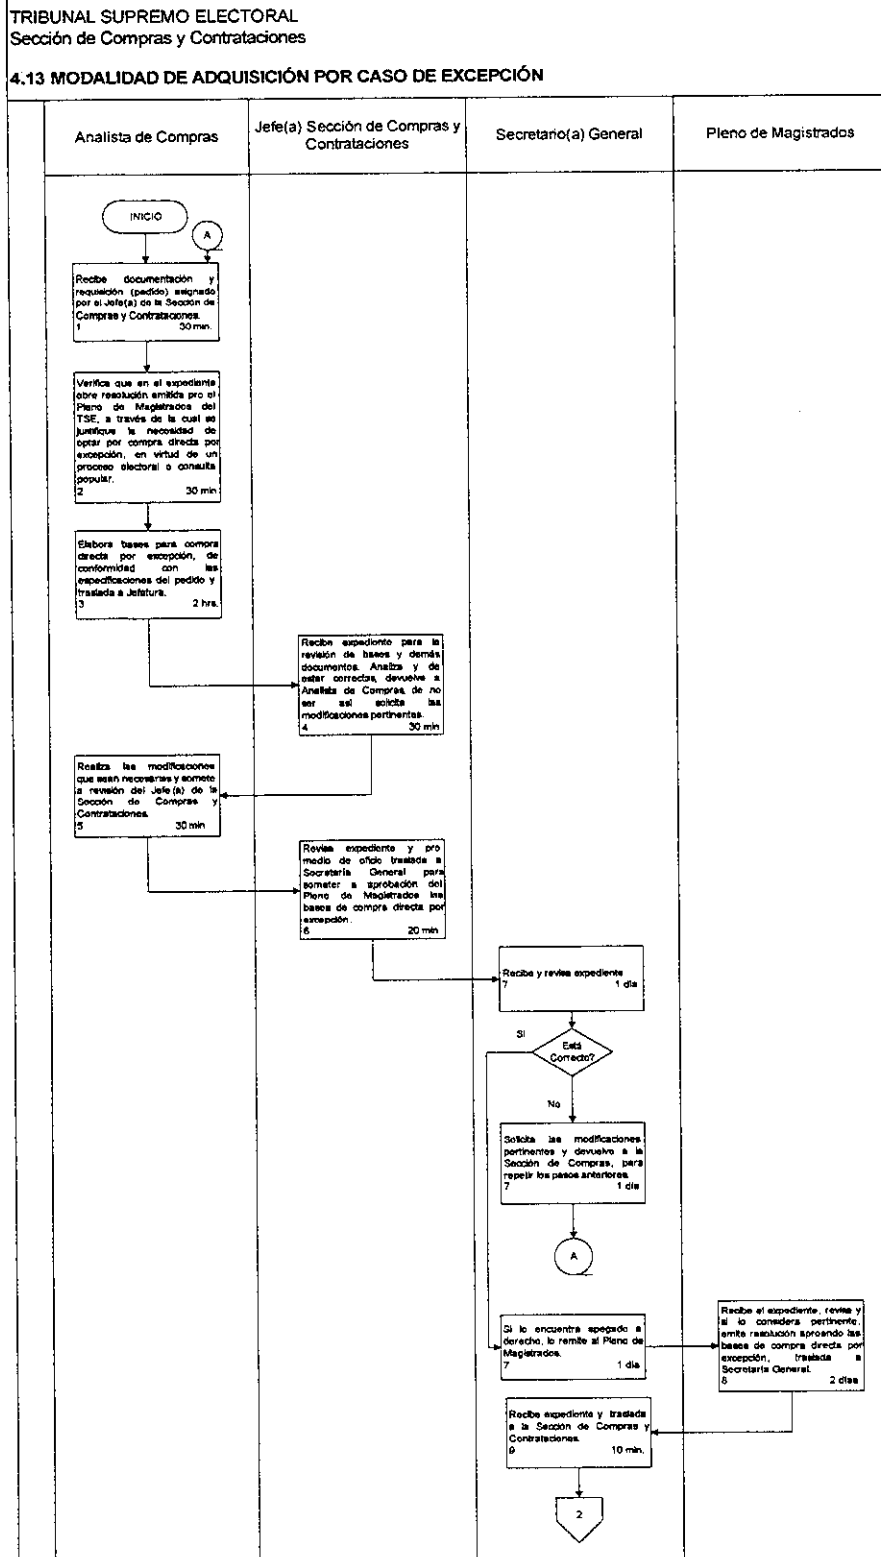 TRIBUNAL SUPREMO ELECTORAL
Sección de Compras y Contrataciones
4.13 MODALIDAD DE ADQUISICIÓN POR CASO DE EXCEPCIÓN
Analista de Compras
Jefe(a) Sección de Compras y
Contrataciones
Secretario(a) General
Pleno de Magistrados
INICIO
A
Recibe documentación y
requisición (pedido) asignado
por el Jefe(a) de la Sección de
Compras y Contrataciones.
1 30 min.
Verifica que en el expediente
obre resolución emitida pro el
Pleno de Magistrados del
TSE, a través de la cual se
justifique la necesidad de
optar por compra directa por
excepción, en virtud de un
proceso electoral o consulta
popular.
2 30 min
Elabora bases para compra
directa por excepción, de
conformidad con las
especificaciones del pedido y
traslada a Jefatura.
3 2 hrs.
Recibe expediente para la
revisión de bases y demás
documentos. Analiza y de
estar correctas, devuelve a
Analista de Compras, de no
ser así solicita las
modificaciones pertinentes.
4 30 min
Realiza las modificaciones
que sean necesarias y somete
a revisión del Jefe(a) de la
Sección de Compras y
Contrataciones.
5 30 min
Revisa expediente y pro
medio de oficio traslada a
Secretaría General para
someter a aprobación del
Pleno de Magistrados las
bases de compra directa por
excepción.
6 20 min
Recibe y revisa expediente
7 1 día
Si
Está
Correcto?
No
Solicita las modificaciones
pertinentes y devuelve a la
Sección de Compras, para
repetir los pasos anteriores.
7 1 día
A
Si lo encuentra apegado a
derecho, lo remite al Pleno de
Magistrados.
7 1 día
Recibe el expediente, revisa y
si lo considera pertinente,
emite resolución aproando las
bases de compra directa por
excepción, traslada a
Secretaría General.
8 2 días
Recibe expediente y traslada
a la Sección de Compras y
Contrataciones.
9 10 min.
2